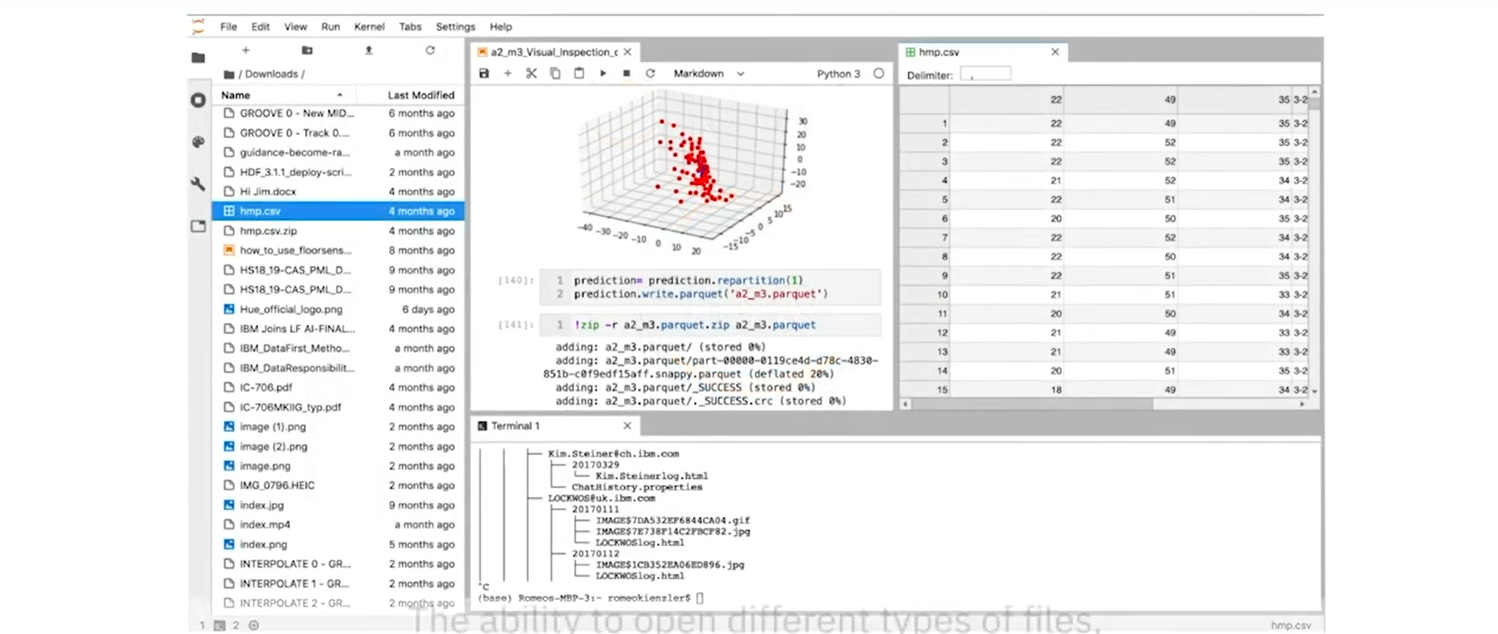 File Edit View Run Kernel Tabs Settings Help
/ Downloads /
Name Last Modified
GROOVE 0 - New MID... 6 months ago
GROOVE 0 - Track 0.... 6 months ago
guidance-become-ra... a month ago
HDF_3.1.1_deploy-scri... 2 months ago
Hi Jim.docx 4 months ago
hmp.csv 4 months ago
hmp.csv.zip 4 months ago
how_to_use_floorsens... 8 months ago
HS18_19-CAS_PML_D... 9 months ago
HS18_19-CAS_PML_D... 9 months ago
Hue_official_logo.png 6 days ago
IBM Joins LF AI-FINAL... 4 months ago
IBM_DataFirst_Metho... a month ago
IBM_DataResponsibilit... a month ago
IC-706.pdf 4 months ago
IC-706MKIIG_typ.pdf 4 months ago
image (1).png 2 months ago
image (2).png 2 months ago
image.png 2 months ago
IMG_0796.HEIC 2 months ago
index.jpg 9 months ago
index.mp4 a month ago
index.png 5 months ago
INTERPOLATE 0 - GR... 2 months ago
INTERPOLATE 1 - GR... 2 months ago
INTERPOLATE 2 - GR... 2 months ago
a2_m3_Visual_Inspection_c
Markdown Python 3
30
20
10
0
-10
-20
-40 -30 -20 -10 0 10 20
-15 -10 -5 0 5 10 15
[140]: 1 prediction= prediction.repartition(1)
2 prediction.write.parquet('a2_m3.parquet')
[141]: 1 !zip -r a2_m3.parquet.zip a2_m3.parquet
adding: a2_m3.parquet/ (stored 0%)
adding: a2_m3.parquet/part-00000-0119ce4d-d78c-4830-
851b-c0f9edf15aff.snappy.parquet (deflated 20%)
adding: a2_m3.parquet/_SUCCESS (stored 0%)
adding: a2_m3.parquet/._SUCCESS.crc (stored 0%)
hmp.csv
Delimiter: ,
22 49 35 3-2
1 22 49 35 3-2
2 22 52 35 3-2
3 22 52 35 3-2
4 21 52 34 3-2
5 22 51 34 3-2
6 20 50 35 3-2
7 22 52 34 3-2
8 22 50 34 3-2
9 22 51 35 3-2
10 21 51 33 3-2
11 20 50 34 3-2
12 21 49 33 3-2
13 21 49 33 3-2
14 20 51 35 3-2
15 18 49 34 3-2
Terminal 1
Kim.Steiner@ch.ibm.com
20170329
Kim.Steinerlog.html
ChatHistory.properties
LOCKWOS@uk.ibm.com
20170111
IMAGE$7DA532EF6844CA04.gif
IMAGE$7E738F14C2FBCF82.jpg
LOCKWOSlog.html
20170112
IMAGE$1CB352EA06ED896.jpg
LOCKWOSlog.html
^C
(base) Romeos-MBP-3:~ romeokienzler$
The ability to open different types of files,
1 2 hmp.csv